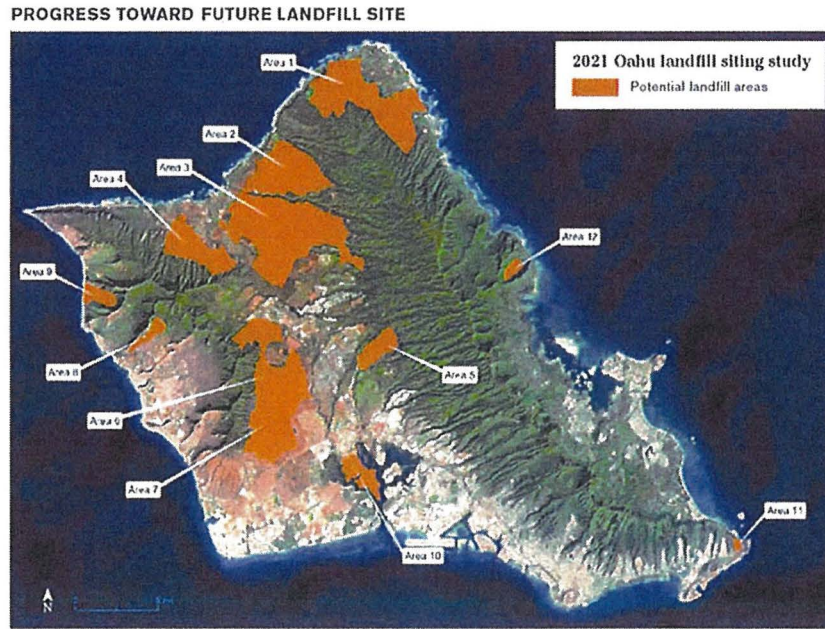 PROGRESS TOWARD FUTURE LANDFILL SITE
2021 Oahu landfill siting study
Potential landfill areas
Area 1
Area 2
Area 3
Area 4
Area 12
Area 9
Area 8
Area 5
Area 6
Area 7
Area 11
Area 10
N